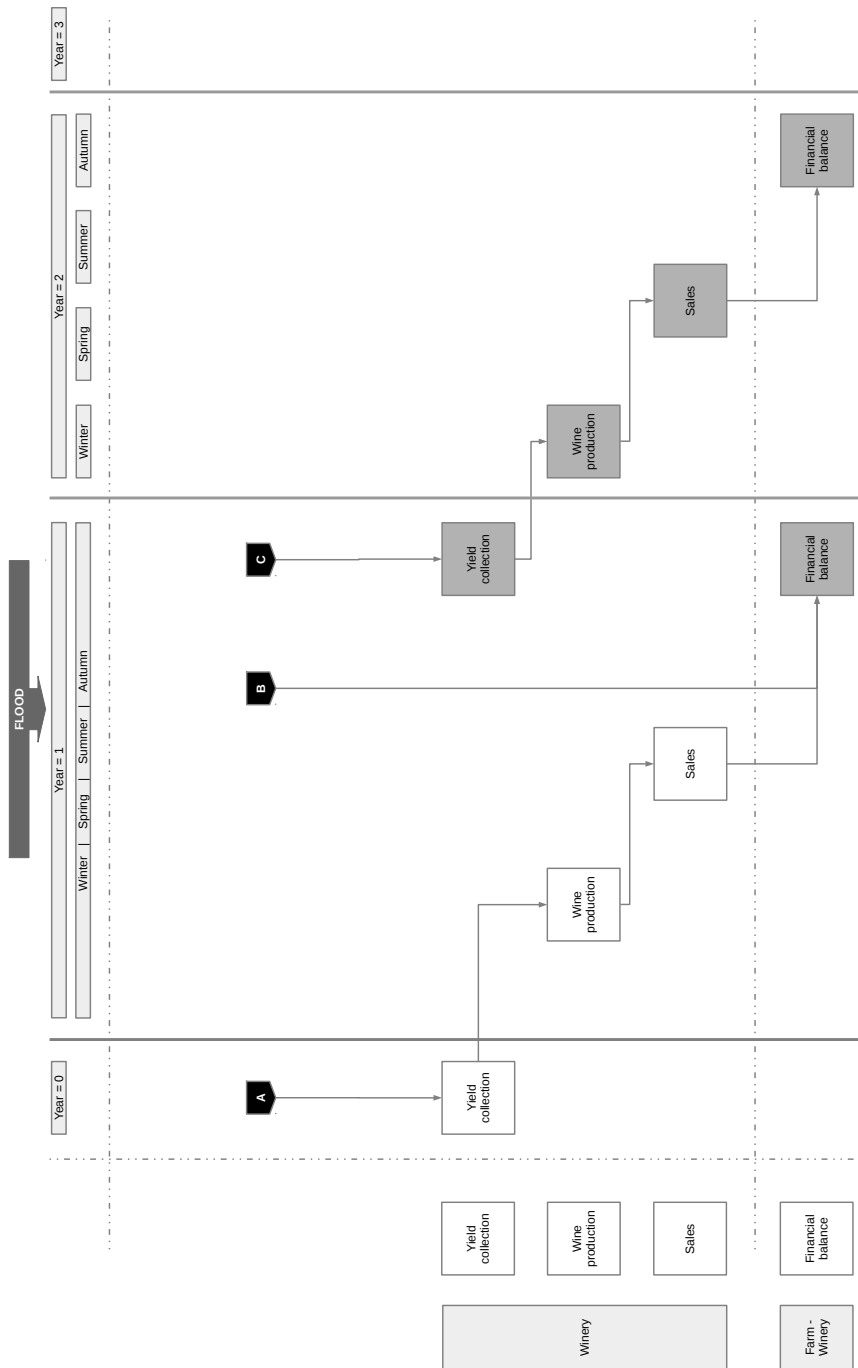 FLOOD
Year = 0
Year = 1
Year = 2
Year = 3
Winter | Spring | Summer | Autumn
Winter
Spring
Summer
Autumn
A
B
C
Winery
Yield
collection
Yield
collection
Yield
collection
Wine
production
Wine
production
Wine
production
Sales
Sales
Sales
Farm -
Winery
Financial
balance
Financial
balance
Financial
balance